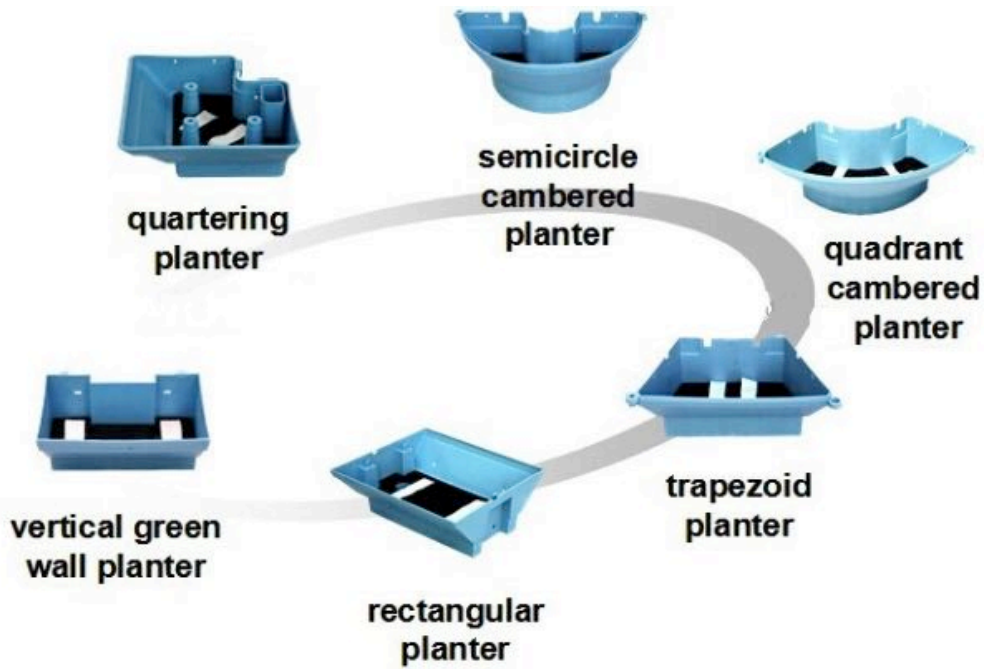 quartering
planter
semicircle
cambered
planter
quadrant
cambered
planter
vertical green
wall planter
rectangular
planter
trapezoid
planter